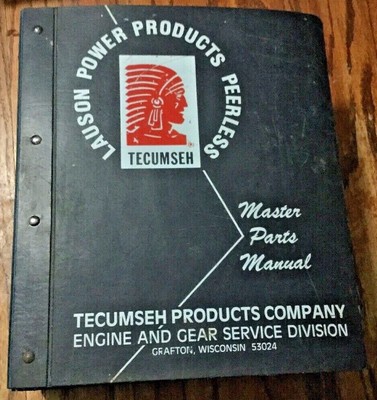 LAUSON POWER PRODUCTS PEERLESS
TECUMSEH
Master
Parts
Manual
TECUMSEH PRODUCTS COMPANY
ENGINE AND GEAR SERVICE DIVISION
GRAFTON, WISCONSIN 53024